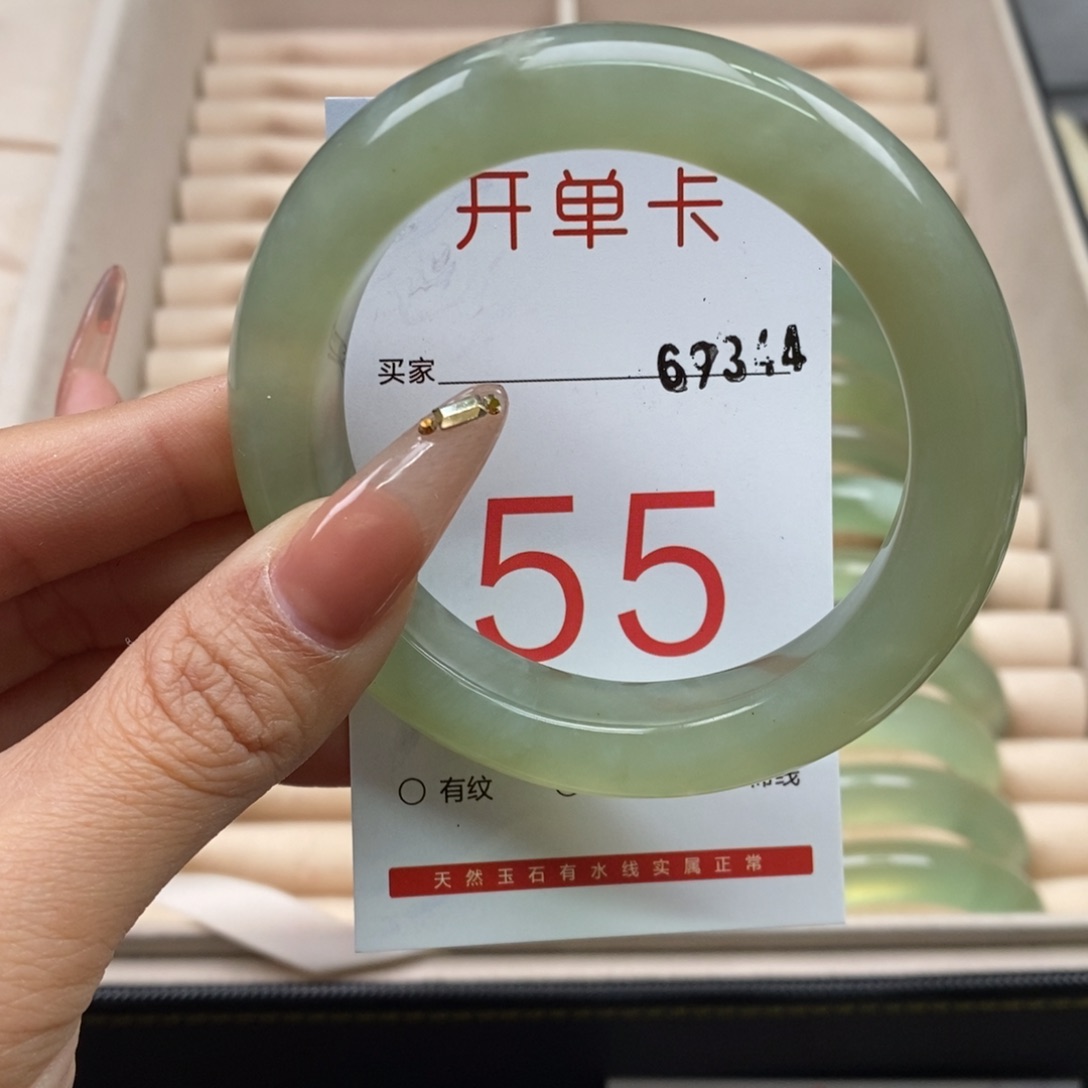 开单卡
买家
55
○ 有纹
天然玉石有水线实属正常